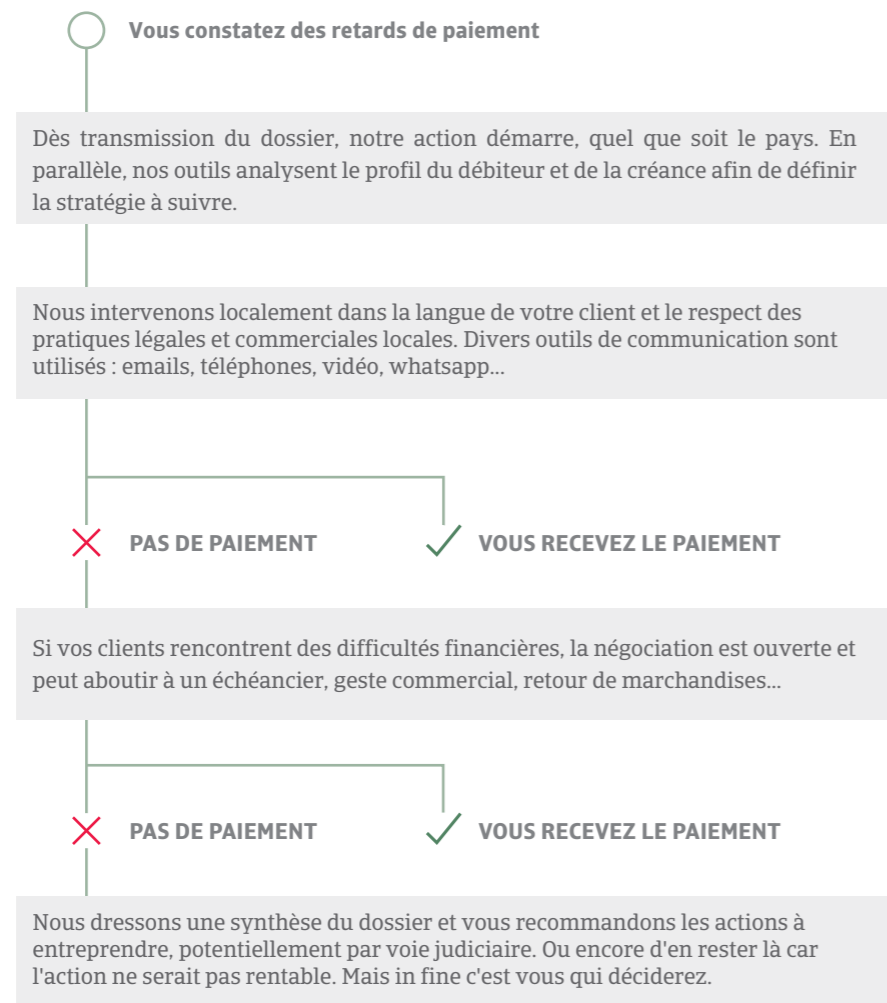 Vous constatez des retards de paiement
Dès transmission du dossier, notre action démarre, quel que soit le pays. En
parallèle, nos outils analysent le profil du débiteur et de la créance afin de définir
la stratégie à suivre.
Nous intervenons localement dans la langue de votre client et le respect des
pratiques légales et commerciales locales. Divers outils de communication sont
utilisés : emails, téléphones, vidéo, whatsapp...
PAS DE PAIEMENT
VOUS RECEVEZ LE PAIEMENT
Si vos clients rencontrent des difficultés financières, la négociation est ouverte et
peut aboutir à un échéancier, geste commercial, retour de marchandises...
PAS DE PAIEMENT
VOUS RECEVEZ LE PAIEMENT
Nous dressons une synthèse du dossier et vous recommandons les actions à
entreprendre, potentiellement par voie judiciaire. Ou encore d'en rester là car
l'action ne serait pas rentable. Mais in fine c'est vous qui déciderez.